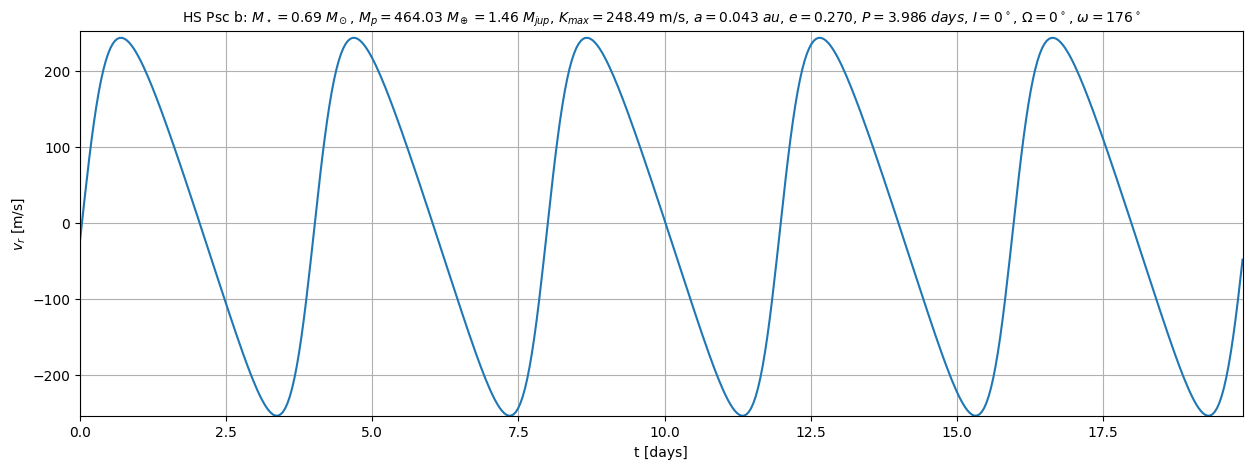 HS Psc b: M⋆ = 0.69 M⊙, Mp = 464.03 M⊕ = 1.46 Mjup, Kmax = 248.49 m/s, a = 0.043 au, e = 0.270, P = 3.986 days, I = 0°, Ω = 0°, ω = 176°
200
100
0
−100
−200
vr [m/s]
0.0 2.5 5.0 7.5 10.0 12.5 15.0 17.5
t [days]